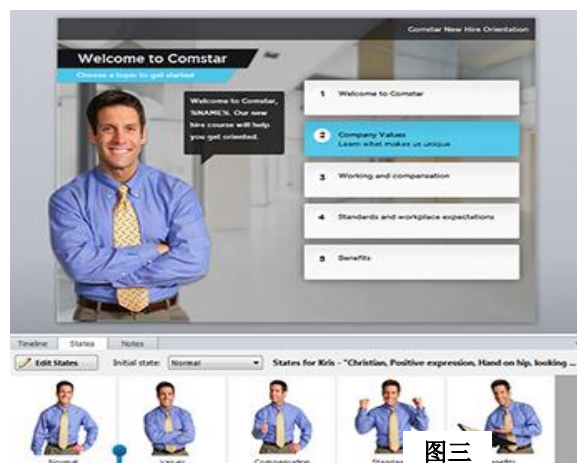 Comstar New Hire Orientation
Welcome to Comstar
Choose a topic to get started
Welcome to Comstar,
%NAME%. Our new
hire course will help
you get oriented.
1 Welcome to Comstar
2 Company Values
Learn what makes us unique
3 Working and compensation
4 Standards and workplace expectations
5 Benefits
Timeline States Notes
Edit States Initial state: Normal States for Kris - "Christian, Positive expression, Hand on hip, looking ...
Normal Values Compensation
图三